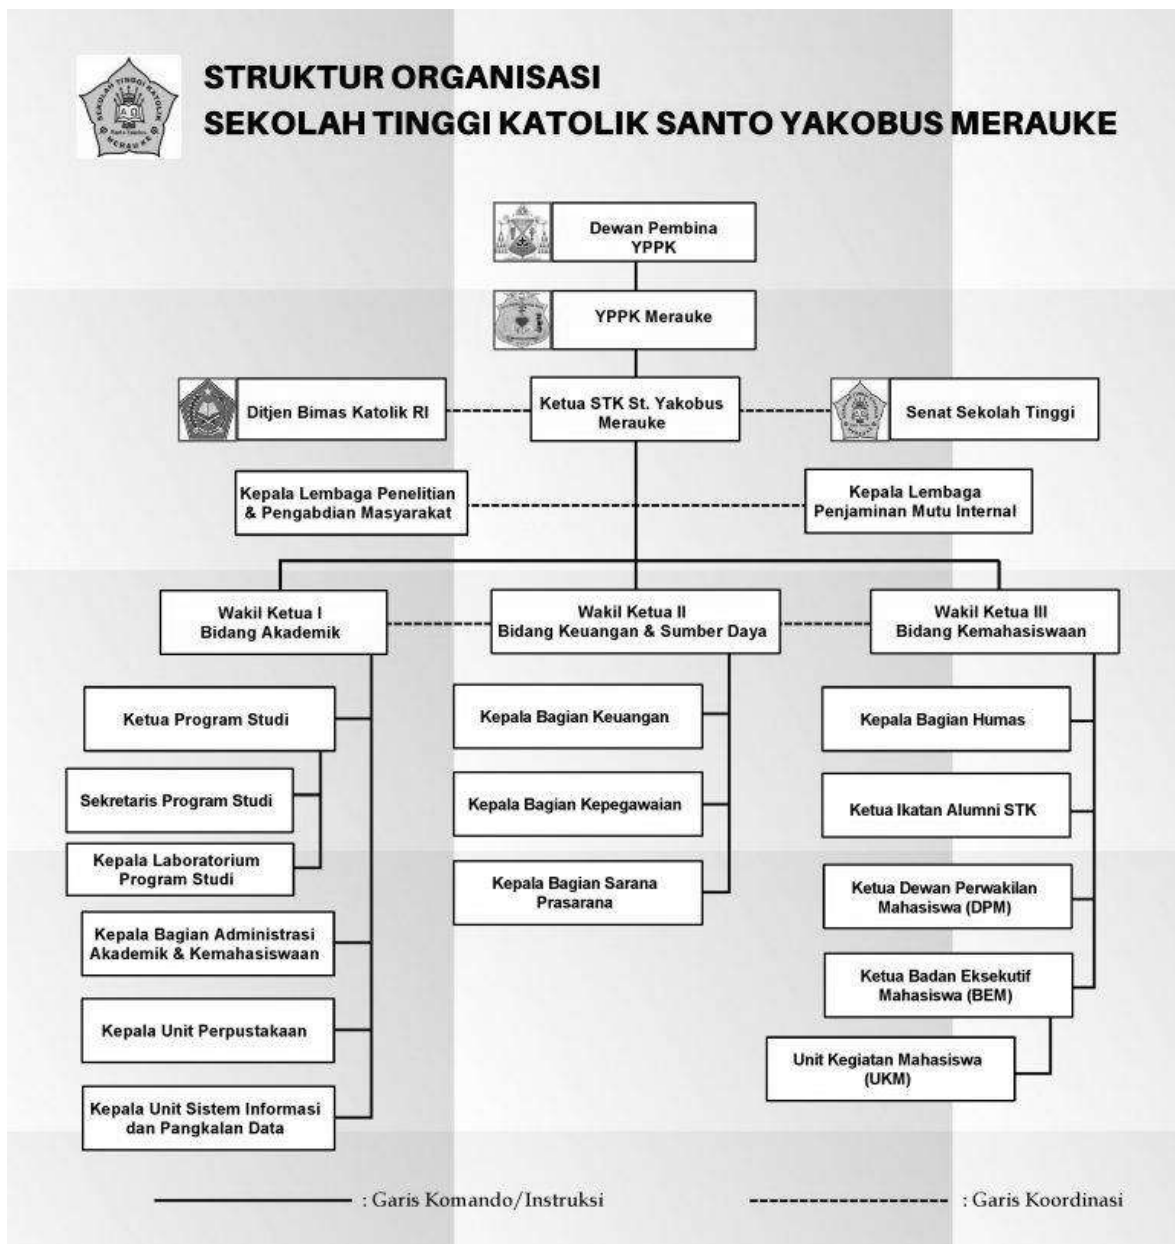 STRUKTUR ORGANISASI
SEKOLAH TINGGI KATOLIK SANTO YAKOBUS MERAUKE
SEKOLAH TINGGI KATOLIK
MERAUKE
Dewan Pembina
YPPK
YPPK Merauke
Ditjen Bimas Katolik RI
Ketua STK St. Yakobus
Merauke
Senat Sekolah Tinggi
Kepala Lembaga Penelitian
& Pengabdian Masyarakat
Kepala Lembaga
Penjaminan Mutu Internal
Wakil Ketua I
Bidang Akademik
Wakil Ketua II
Bidang Keuangan & Sumber Daya
Wakil Ketua III
Bidang Kemahasiswaan
Ketua Program Studi
Sekretaris Program Studi
Kepala Laboratorium
Program Studi
Kepala Bagian Administrasi
Akademik & Kemahasiswaan
Kepala Unit Perpustakaan
Kepala Unit Sistem Informasi
dan Pangkalan Data
Kepala Bagian Keuangan
Kepala Bagian Kepegawaian
Kepala Bagian Sarana
Prasarana
Kepala Bagian Humas
Ketua Ikatan Alumni STK
Ketua Dewan Perwakilan
Mahasiswa (DPM)
Ketua Badan Eksekutif
Mahasiswa (BEM)
Unit Kegiatan Mahasiswa
(UKM)
: Garis Komando/Instruksi
: Garis Koordinasi